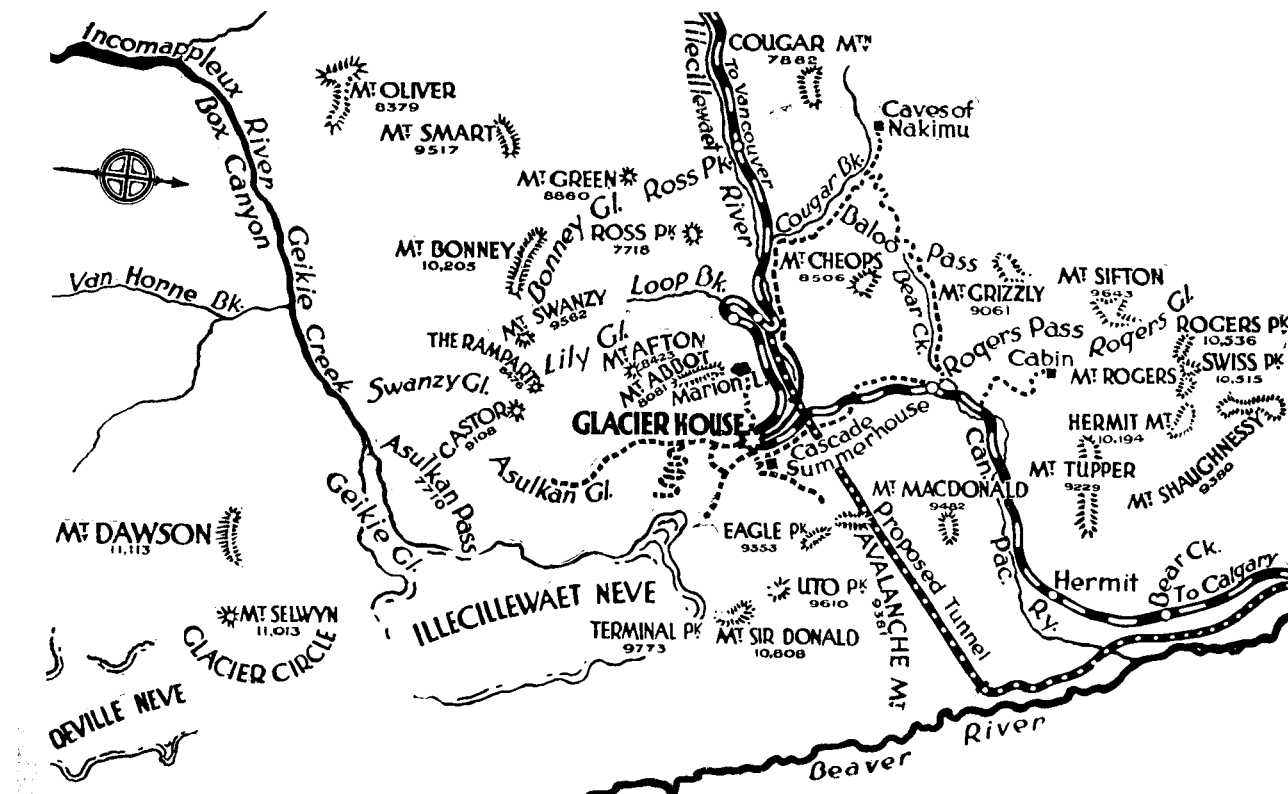 Incomappleux
River
Box Canyon
MT OLIVER
8379
MT SMART
9517
MT GREEN
8860
Bonney Gl.
Ross Pk.
ROSS PK
7718
MT BONNEY
10,205
Illecillewaet
River
To Vancouver
COUGAR MTN
7882
Caves of
Nakimu
Cougar Bk.
Baloo
Pass
Bear Ck.
MT CHEOPS
8506
MT GRIZZLY
9061
MT SIFTON
9643
Rogers Gl.
Rogers Pass
Cabin
ROGERS PK
10,536
SWISS PK
10,515
MT ROGERS
HERMIT MT
10,194
MT TUPPER
9229
MT SHAUGHNESSY
9380
Van Horne Bk.
Geikie Creek
Loop Bk.
MT SWANZY
9562
THE RAMPART
8476
Lily Gl.
MT AFTON
8423
MT ABBOT
8081
Marion L.
Swanzy Gl.
CASTOR
9108
GLACIER HOUSE
Cascade
Summerhouse
Asulkan Pass
7710
Asulkan Gl.
Geikie Gl.
MT DAWSON
11,113
MT MACDONALD
9482
EAGLE PK
9353
AVALANCHE MT
9381
Proposed Tunnel
Can. Pac. Ry.
Hermit
Bear Ck.
To Calgary
MT SELWYN
11,013
GLACIER CIRCLE
ILLECILLEWAET NEVE
UTO PK
9610
TERMINAL PK
9773
MT SIR DONALD
10,808
DEVILLE NEVE
Beaver
River